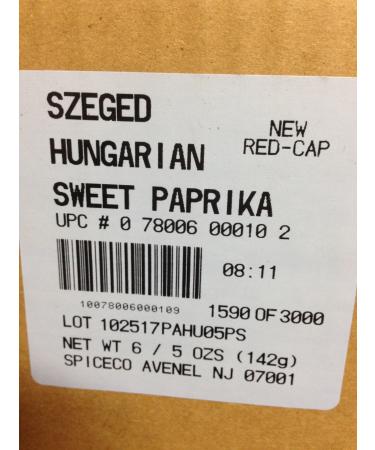 SZEGED
HUNGARIAN
NEW
RED-CAP
SWEET PAPRIKA
UPC # 0 78006 00010 2
08:11
10078006000109
1590 OF 3000
LOT 102517PAHU05PS
NET WT 6 / 5 OZS (142g)
SPICECO AVENEL NJ 07001